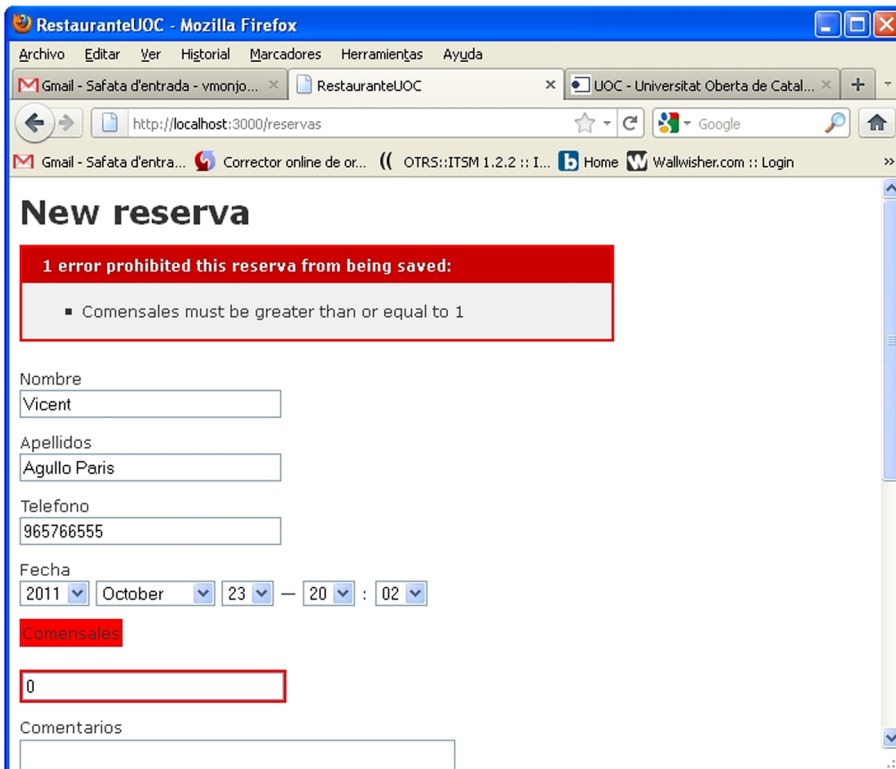 RestauranteUOC - Mozilla Firefox
Archivo Editar Ver Historial Marcadores Herramientas Ayuda
Gmail - Safata d'entrada - vmonjo... RestauranteUOC UOC - Universitat Oberta de Catal...
http://localhost:3000/reservas Google
Gmail - Safata d'entra... Corrector online de or... OTRS::ITSM 1.2.2 :: I... Home Wallwisher.com :: Login »
New reserva
1 error prohibited this reserva from being saved:
Comensales must be greater than or equal to 1
Nombre
Vicent
Apellidos
Agullo Paris
Telefono
965766555
Fecha
2011 October 23 — 20 : 02
Comensales
0
Comentarios